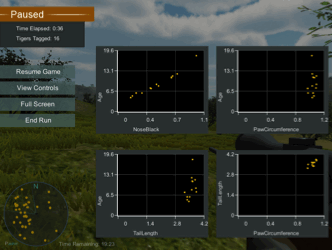 Paused
Time Elapsed: 0:36
Tigers Tagged: 16
Resume Game
View Controls
Full Screen
End Run
19.6
13.1
6.5
0
Age
0
0.4
0.7
1.1
NoseBlack
19.6
13.1
6.5
0
Age
0
0.4
0.8
1.2
PawCircumference
19.6
13.1
6.5
0
Age
0
1.4
2.8
4.2
TailLength
4.2
2.8
1.4
0
TailLength
0
0.4
0.8
1.2
PawCircumference
N
Time Remaining: 19:23